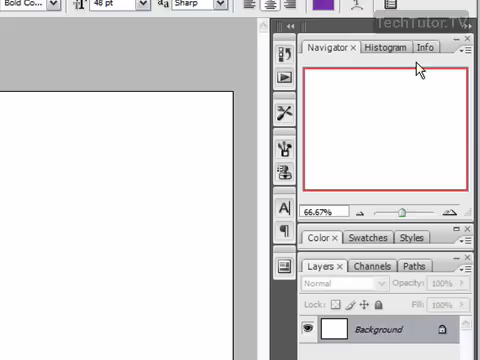 Bold Co... 48 pt aa Sharp
TechTutor.TV
Navigator x Histogram Info
66.67%
Color x Swatches Styles
Layers x Channels Paths
Normal Opacity: 100%
Lock: Fill: 100%
A
¶
Background